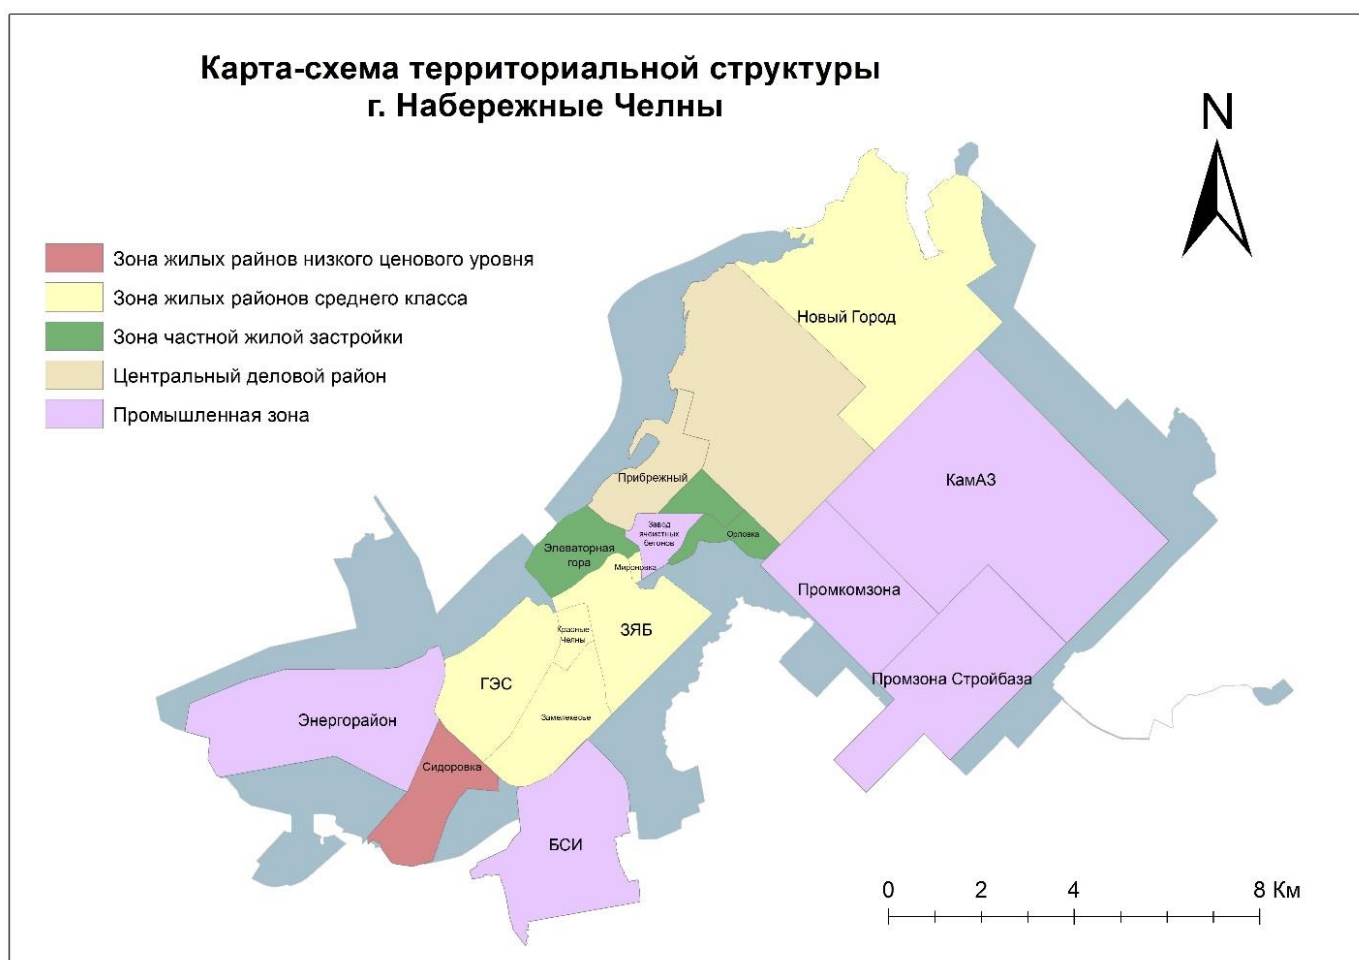 Карта-схема территориальной структуры
г. Набережные Челны
N
Зона жилых райнов низкого ценового уровня
Зона жилых районов среднего класса
Зона частной жилой застройки
Центральный деловой район
Промышленная зона
Новый Город
КамАЗ
Прибрежный
Завод
ячеистых
бетонов
Орловка
Элеваторная
гора
Мироновка
Промкомзона
Красные
Челны
ЗЯБ
ГЭС
Промзона Стройбаза
Энергорайон
Замелекесье
Сидоровка
БСИ
0 2 4 8 Км